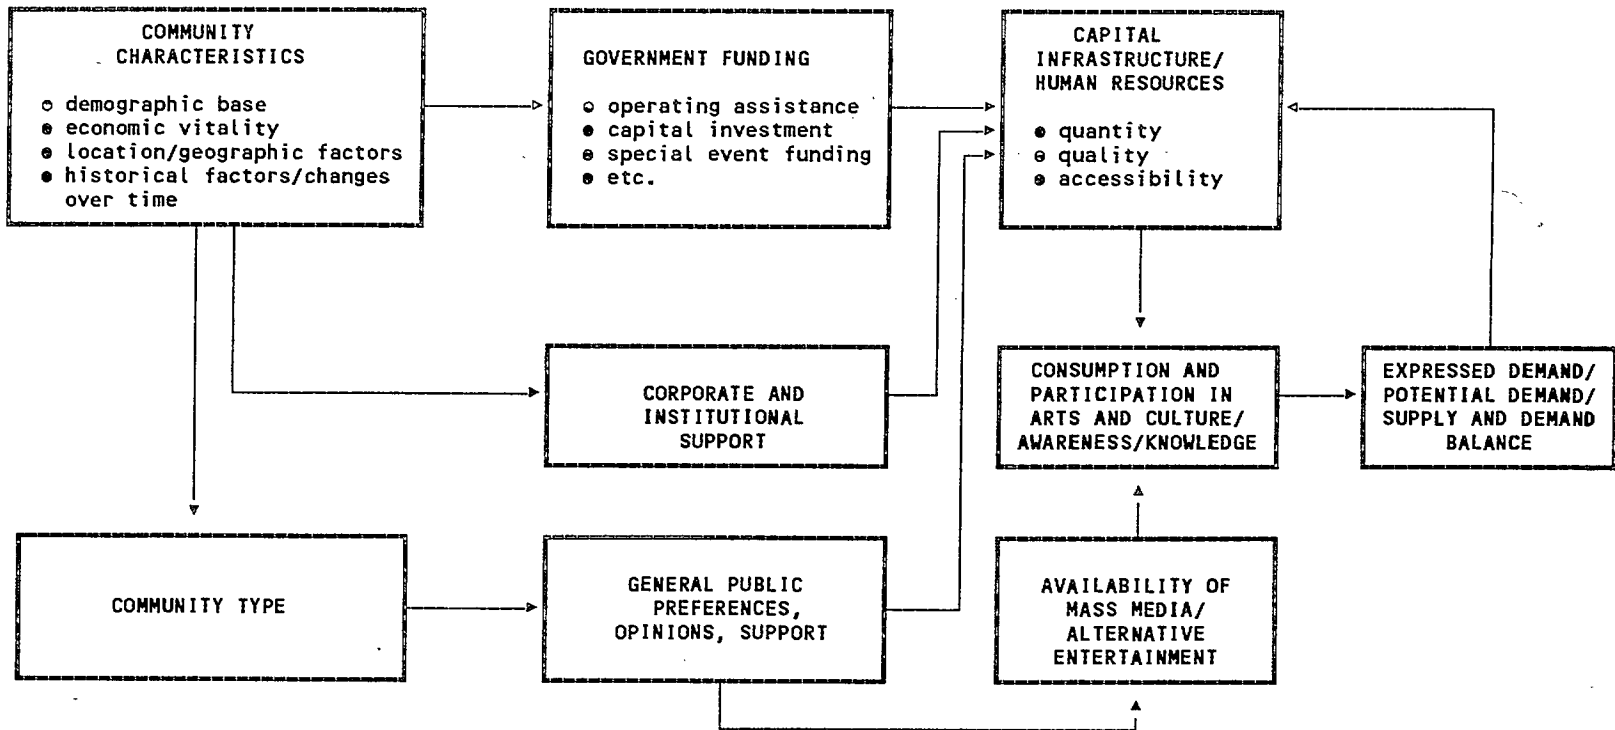 COMMUNITY
CHARACTERISTICS
● demographic base
● economic vitality
● location/geographic factors
● historical factors/changes
over time
GOVERNMENT FUNDING
● operating assistance
● capital investment
● special event funding
● etc.
CAPITAL
INFRASTRUCTURE/
HUMAN RESOURCES
● quantity
● quality
● accessibility
CORPORATE AND
INSTITUTIONAL
SUPPORT
CONSUMPTION AND
PARTICIPATION IN
ARTS AND CULTURE/
AWARENESS/KNOWLEDGE
EXPRESSED DEMAND/
POTENTIAL DEMAND/
SUPPLY AND DEMAND
BALANCE
COMMUNITY TYPE
GENERAL PUBLIC
PREFERENCES,
OPINIONS, SUPPORT
AVAILABILITY OF
MASS MEDIA/
ALTERNATIVE
ENTERTAINMENT